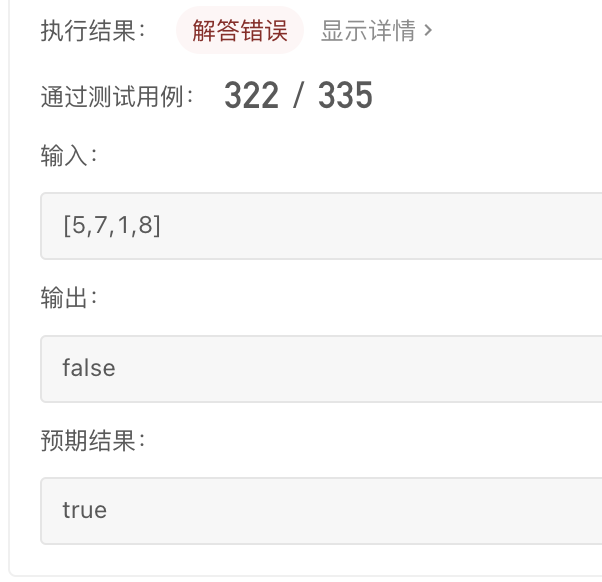 执行结果： 解答错误 显示详情 ›
通过测试用例： 322 / 335
输入：
[5,7,1,8]
输出：
false
预期结果：
true